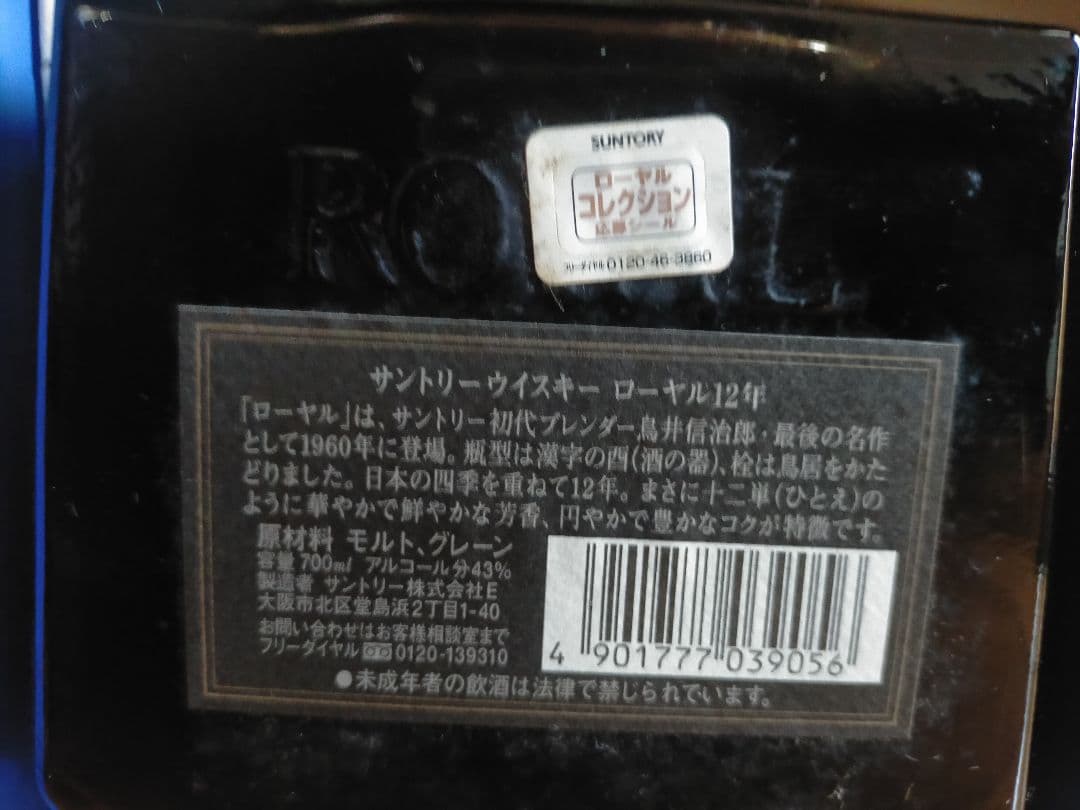 SUNTORY
ローヤル
コレクション
応募シール
フリーダイヤル0120-46-3860
ROYAL
サントリーウイスキー ローヤル12年
「ローヤル」は、サントリー初代ブレンダー鳥井信治郎・最後の名作
として1960年に登場。瓶型は漢字の酉(酒の器)、栓は鳥居をかた
どりました。日本の四季を重ねて12年。まさに十二単(ひとえ)の
ように華やかで鮮やかな芳香、円やかで豊かなコクが特徴です。
原材料 モルト、グレーン
容量700ml アルコール分43%
製造者 サントリー株式会社E
大阪市北区堂島浜2丁目1-40
お問い合わせはお客様相談室まで
フリーダイヤル 0120-139310
4 901777 039056
●未成年者の飲酒は法律で禁じられています。